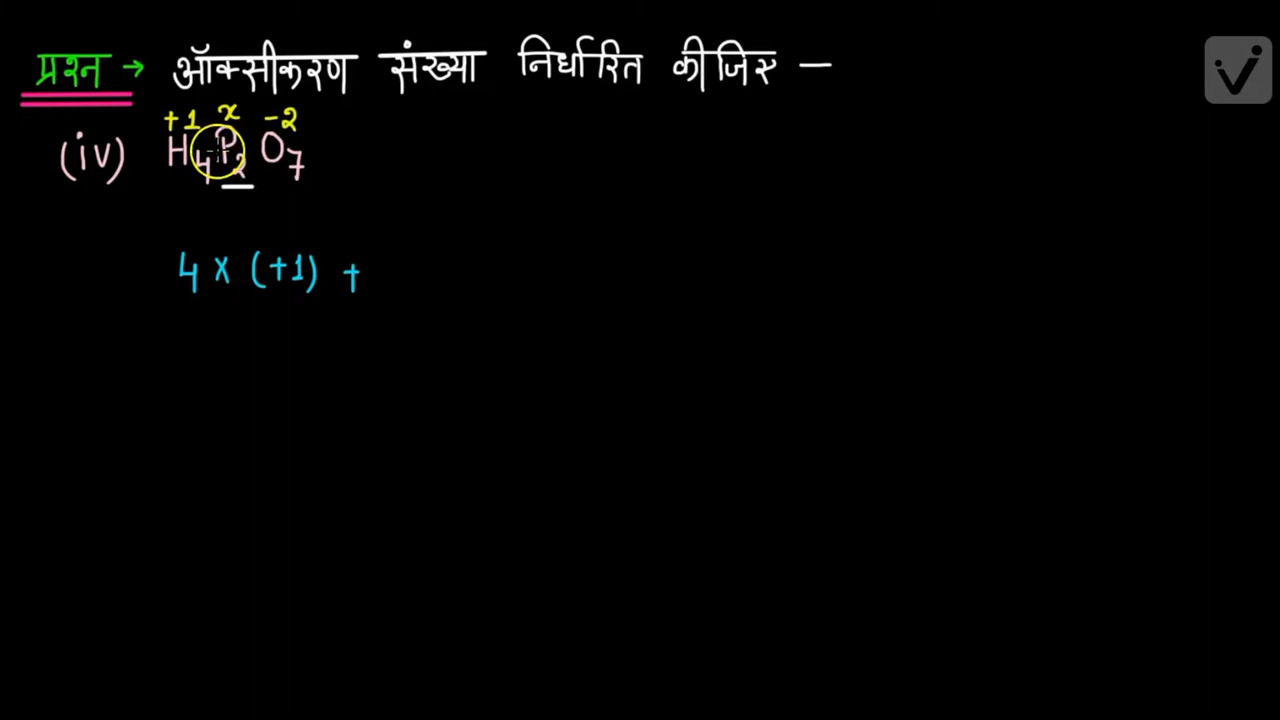 प्रश्न → ऑक्सीकरण संख्या निर्धारित कीजिए —
+1 x -2
(iv) H₄P₂O₇
4 x (+1) +